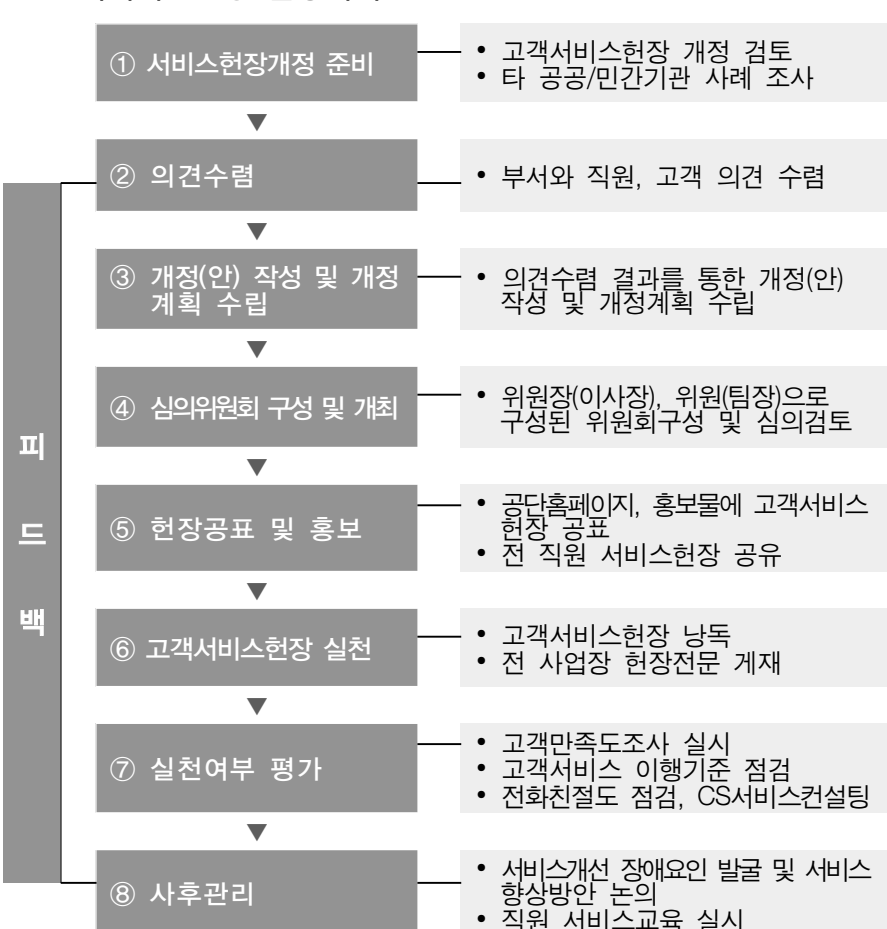 ① 서비스헌장개정 준비
• 고객서비스헌장 개정 검토
• 타 공공/민간기관 사례 조사
▼
② 의견수렴
• 부서와 직원, 고객 의견 수렴
▼
③ 개정(안) 작성 및 개정
계획 수립
• 의견수렴 결과를 통한 개정(안)
작성 및 개정계획 수립
▼
④ 심의위원회 구성 및 개최
• 위원장(이사장), 위원(팀장)으로
구성된 위원회구성 및 심의검토
▼
⑤ 헌장공표 및 홍보
• 공단홈페이지, 홍보물에 고객서비스
헌장 공표
• 전 직원 서비스헌장 공유
▼
⑥ 고객서비스헌장 실천
• 고객서비스헌장 낭독
• 전 사업장 헌장전문 게재
▼
⑦ 실천여부 평가
• 고객만족도조사 실시
• 고객서비스 이행기준 점검
• 전화친절도 점검, CS서비스컨설팅
▼
⑧ 사후관리
• 서비스개선 장애요인 발굴 및 서비스
향상방안 논의
• 직원 서비스교육 실시
피
드
백